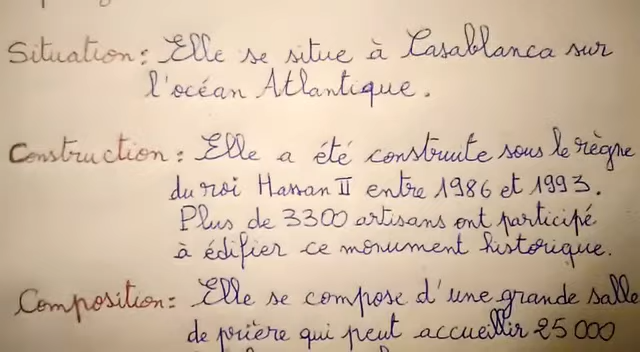 Situation : Elle se situe à Casablanca sur
l'océan Atlantique.
Construction : Elle a été construite sous le règne
du roi Hassan II entre 1986 et 1993.
Plus de 3300 artisans ont participé
à édifier ce monument historique.
Composition : Elle se compose d'une grande salle
de prière qui peut accueillir 25 000